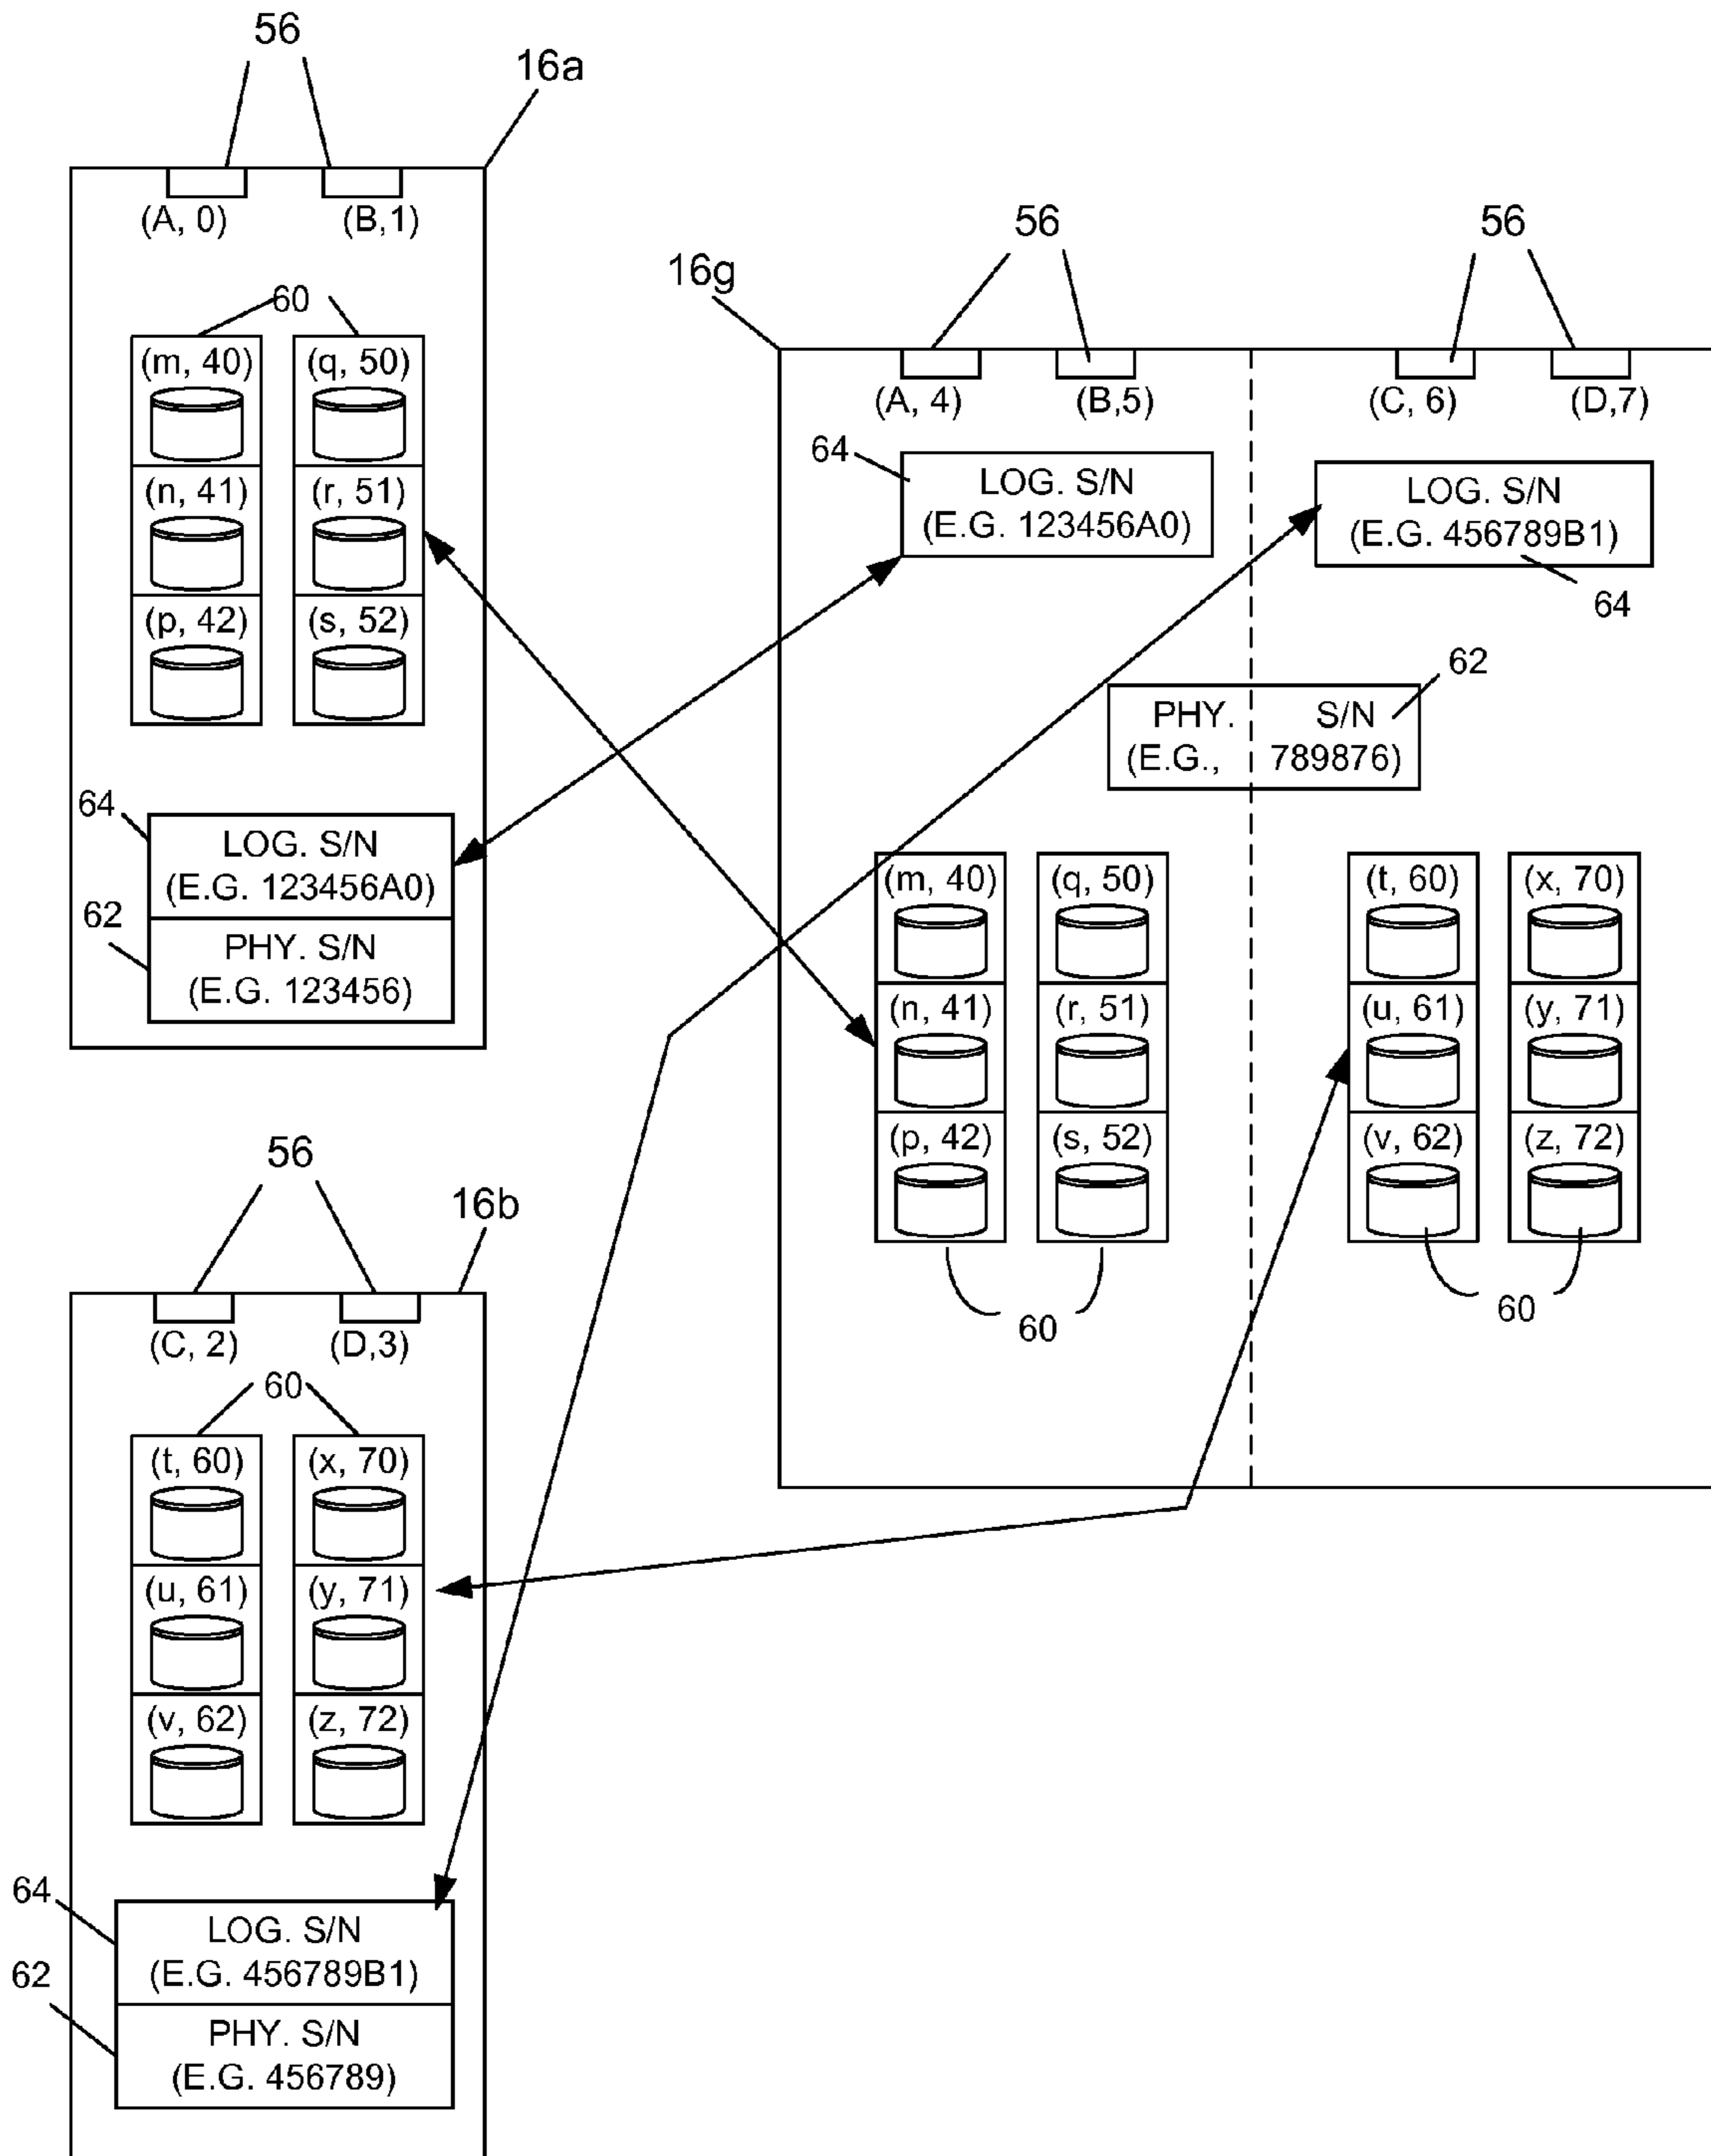 56
16a
(A, 0) (B,1)
60
(m, 40) (q, 50)
(n, 41) (r, 51)
(p, 42) (s, 52)
64
LOG. S/N
(E.G. 123456A0)
62
PHY. S/N
(E.G. 123456)
56
16b
(C, 2) (D,3)
60
(t, 60) (x, 70)
(u, 61) (y, 71)
(v, 62) (z, 72)
64
LOG. S/N
(E.G. 456789B1)
62
PHY. S/N
(E.G. 456789)
56 56
16g
(A, 4) (B,5) (C, 6) (D,7)
64
LOG. S/N
(E.G. 123456A0)
LOG. S/N
(E.G. 456789B1)
64
62
PHY. S/N
(E.G., 789876)
(m, 40) (q, 50) (t, 60) (x, 70)
(n, 41) (r, 51) (u, 61) (y, 71)
(p, 42) (s, 52) (v, 62) (z, 72)
60 60